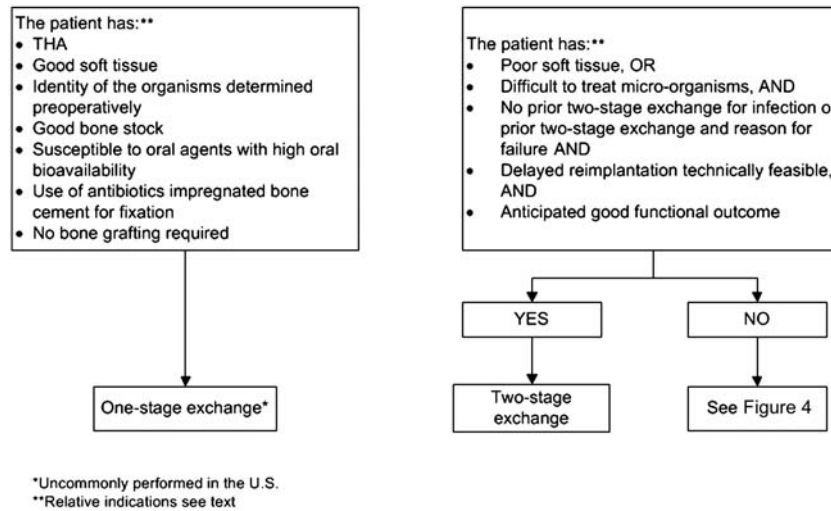 The patient has:**
• THA
• Good soft tissue
• Identity of the organisms determined
preoperatively
• Good bone stock
• Susceptible to oral agents with high oral
bioavailability
• Use of antibiotics impregnated bone
cement for fixation
• No bone grafting required
One-stage exchange*
The patient has:**
• Poor soft tissue, OR
• Difficult to treat micro-organisms, AND
• No prior two-stage exchange for infection o
prior two-stage exchange and reason for
failure AND
• Delayed reimplantation technically feasible,
AND
• Anticipated good functional outcome
YES
NO
Two-stage
exchange
See Figure 4
*Uncommonly performed in the U.S.
**Relative indications see text